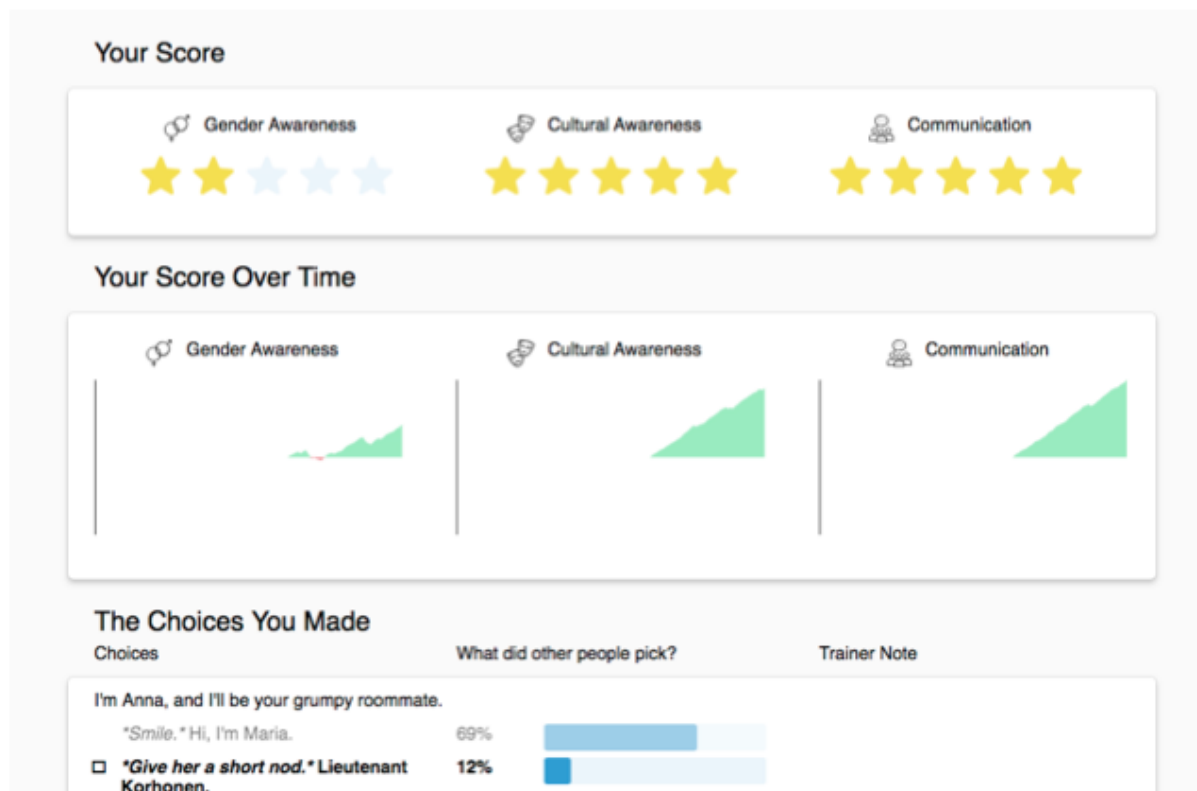 Your Score
Gender Awareness
Cultural Awareness
Communication
Your Score Over Time
Gender Awareness
Cultural Awareness
Communication
The Choices You Made
Choices
What did other people pick?
Trainer Note
I'm Anna, and I'll be your grumpy roommate.
*Smile.* Hi, I'm Maria.
69%
*Give her a short nod.* Lieutenant
12%
Korhonen.